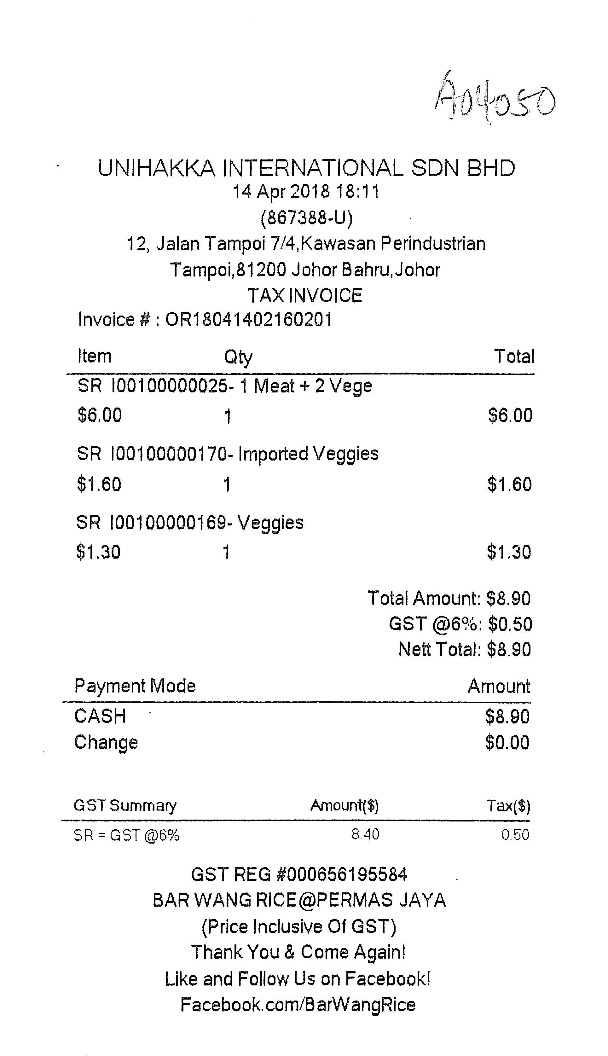 A04050
UNIHAKKA INTERNATIONAL SDN BHD
14 Apr 2018 18:11
(867388-U)
12, Jalan Tampoi 7/4,Kawasan Perindustrian
Tampoi,81200 Johor Bahru,Johor
TAX INVOICE
Invoice # : OR18041402160201
Item Qty Total
SR I00100000025- 1 Meat + 2 Vege
$6.00 1 $6.00
SR I00100000170- Imported Veggies
$1.60 1 $1.60
SR I00100000169- Veggies
$1.30 1 $1.30
Total Amount: $8.90
GST @6%: $0.50
Nett Total: $8.90
Payment Mode Amount
CASH $8.90
Change $0.00
GST Summary Amount($) Tax($)
SR = GST @6% 8.40 0.50
GST REG #000656195584
BAR WANG RICE@PERMAS JAYA
(Price Inclusive Of GST)
Thank You & Come Again!
Like and Follow Us on Facebook!
Facebook.com/BarWangRice